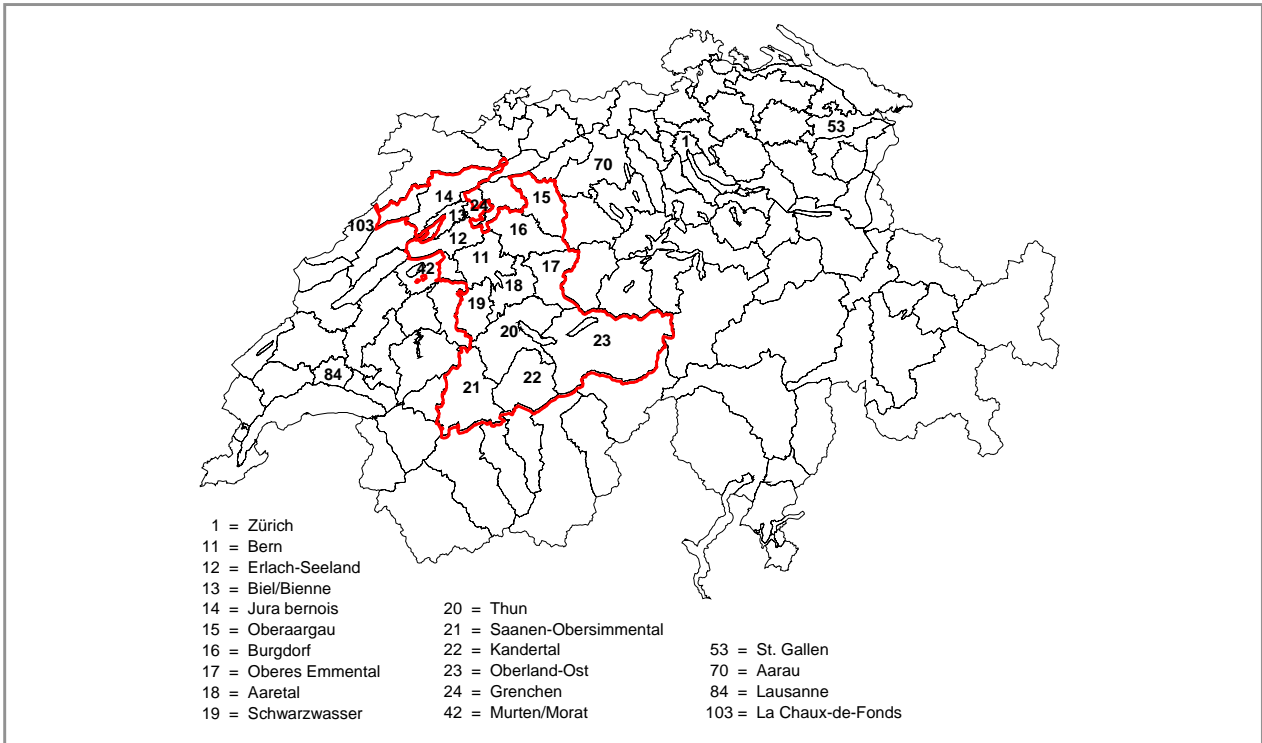 53
1
70
14
15
24
13
103
16
12
11
42
17
18
19
20
23
84
21
22
1 = Zürich
11 = Bern
12 = Erlach-Seeland
13 = Biel/Bienne
14 = Jura bernois
15 = Oberaargau
16 = Burgdorf
17 = Oberes Emmental
18 = Aaretal
19 = Schwarzwasser
20 = Thun
21 = Saanen-Obersimmental
22 = Kandertal
23 = Oberland-Ost
24 = Grenchen
42 = Murten/Morat
53 = St. Gallen
70 = Aarau
84 = Lausanne
103 = La Chaux-de-Fonds